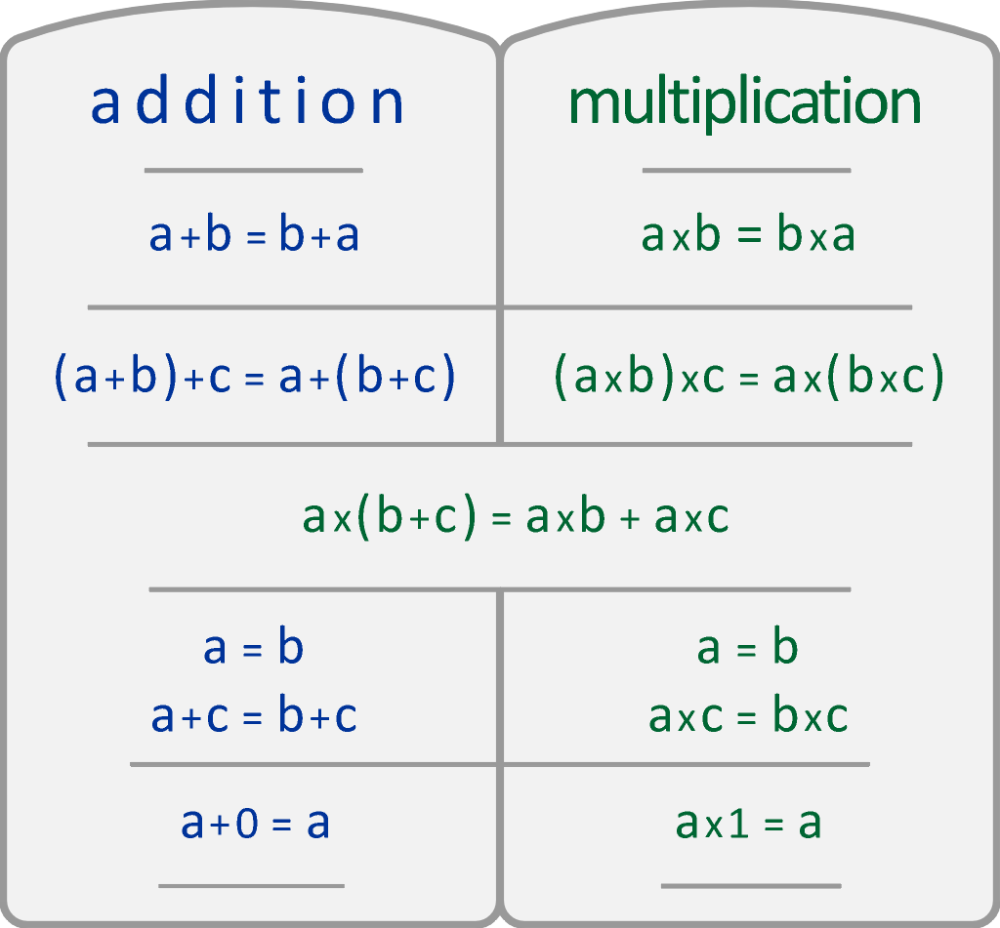 addition
multiplication
a+b = b+a
axb = bxa
(a+b)+c = a+(b+c)
(axb)xc = ax(bxc)
ax(b+c) = axb + axc
a = b
a+c = b+c
a = b
axc = bxc
a+0 = a
ax1 = a